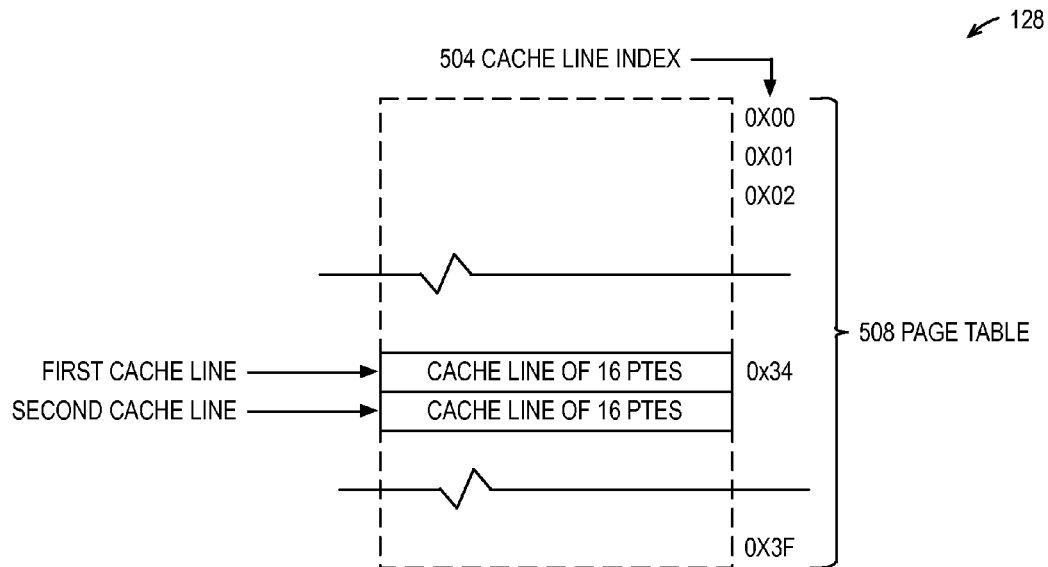 128
504 CACHE LINE INDEX
0X00
0X01
0X02
508 PAGE TABLE
FIRST CACHE LINE
CACHE LINE OF 16 PTES
0x34
SECOND CACHE LINE
CACHE LINE OF 16 PTES
0X3F